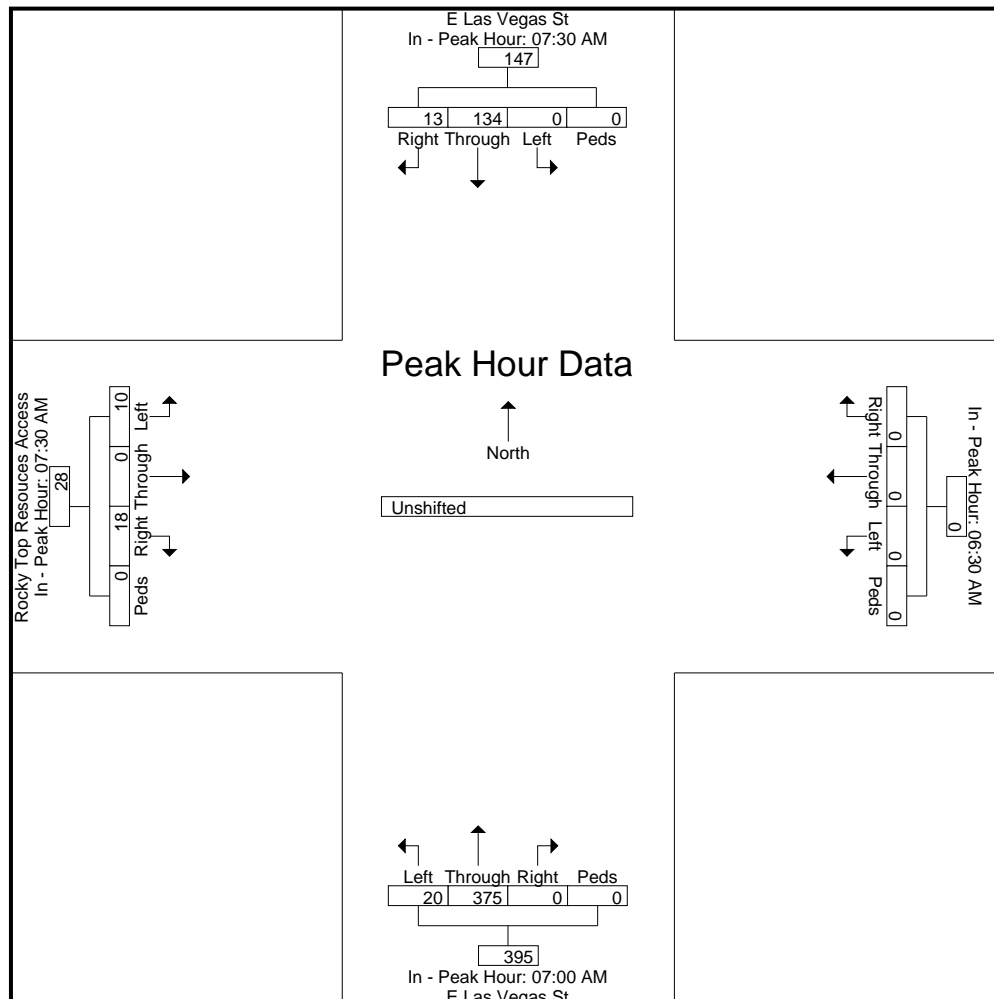 E Las Vegas St
In - Peak Hour: 07:30 AM
147
13 134 0 0
Right Through Left Peds
Peak Hour Data
North
Unshifted
Rocky Top Resouces Access
In - Peak Hour: 07:30 AM
28
10 0 18 0
Left Through Right Peds
In - Peak Hour: 06:30 AM
0
0 0 0 0
Right Through Left Peds
Left Through Right Peds
20 375 0 0
395
In - Peak Hour: 07:00 AM
E Las Vegas St